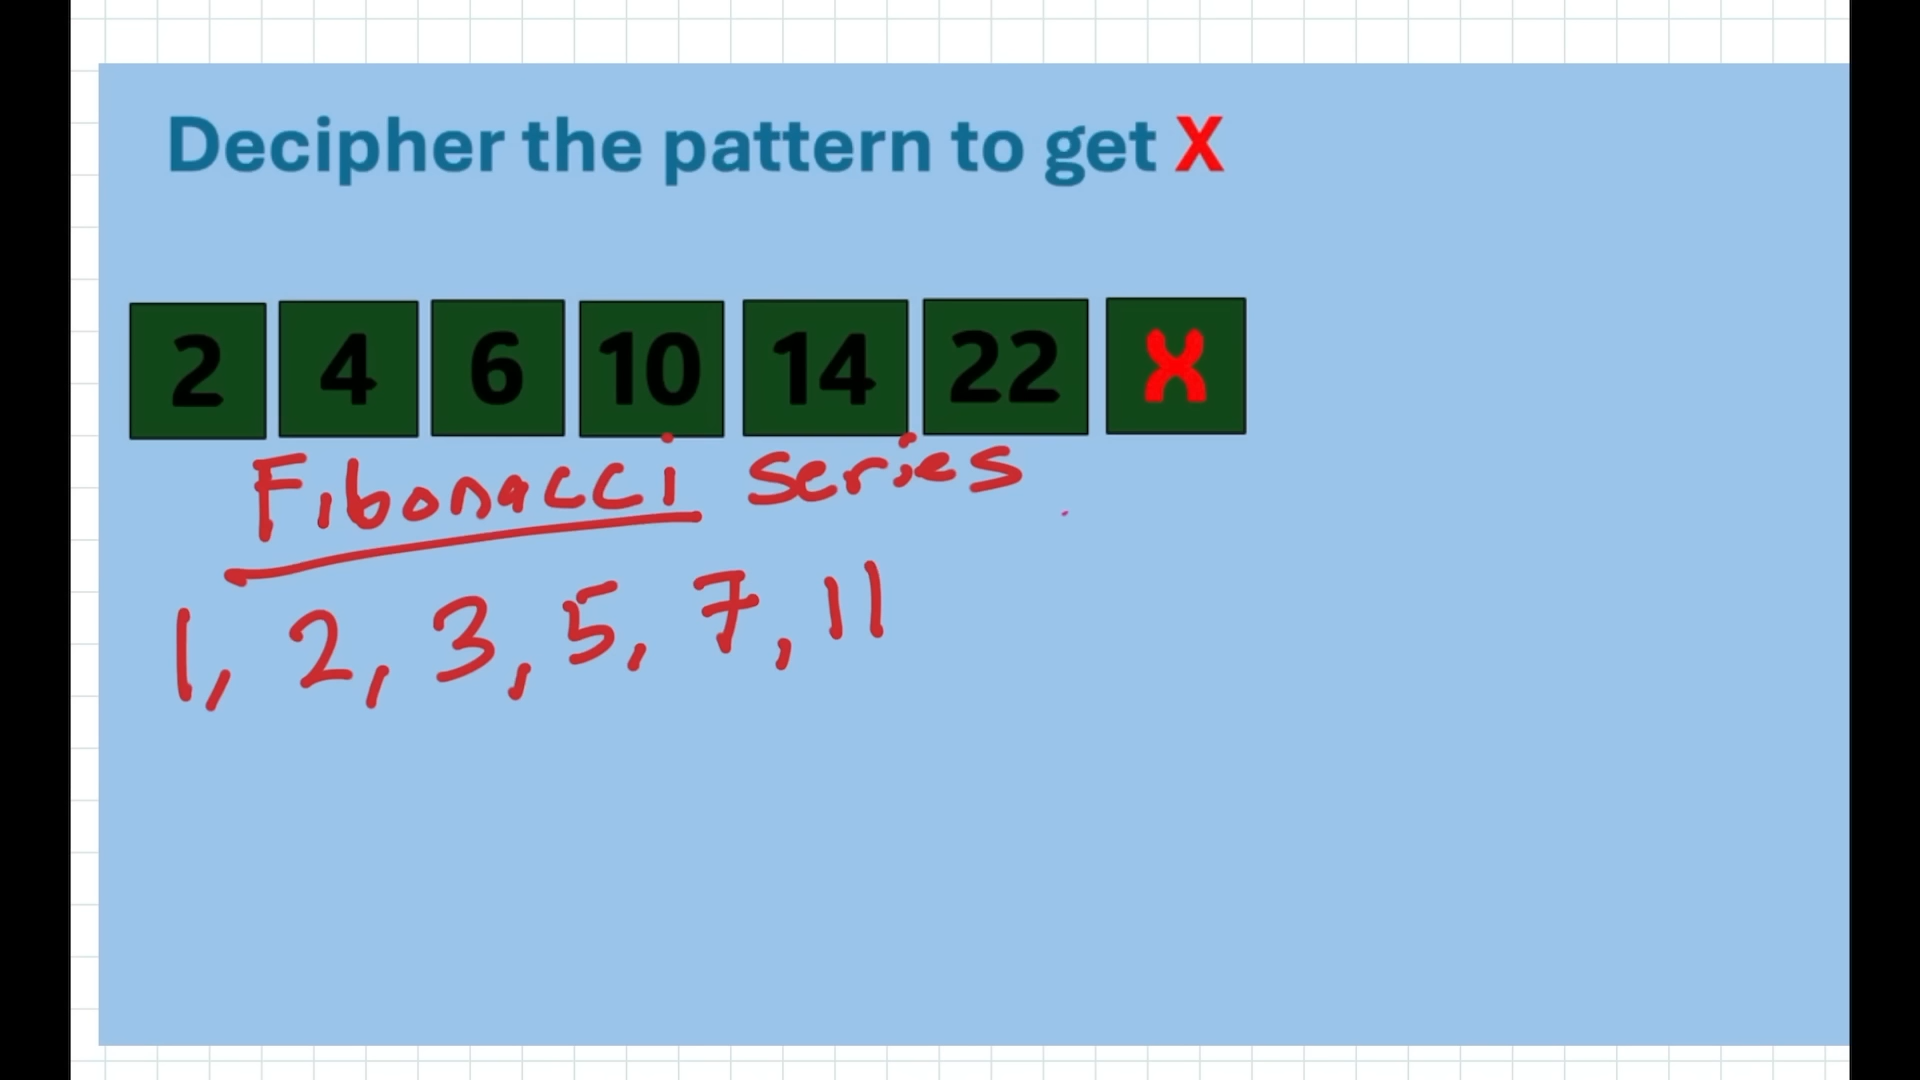 Decipher the pattern to get X
2 4 6 10 14 22 X
Fibonacci series
1, 2, 3, 5, 7, 11